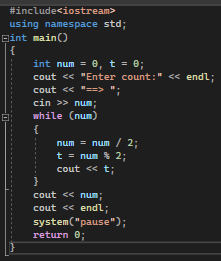 #include<iostream>
using namespace std;
int main()
{
int num = 0, t = 0;
cout << "Enter count:" << endl;
cout << "==> ";
cin >> num;
while (num)
{
num = num / 2;
t = num % 2;
cout << t;
}
cout << num;
cout << endl;
system("pause");
return 0;
}